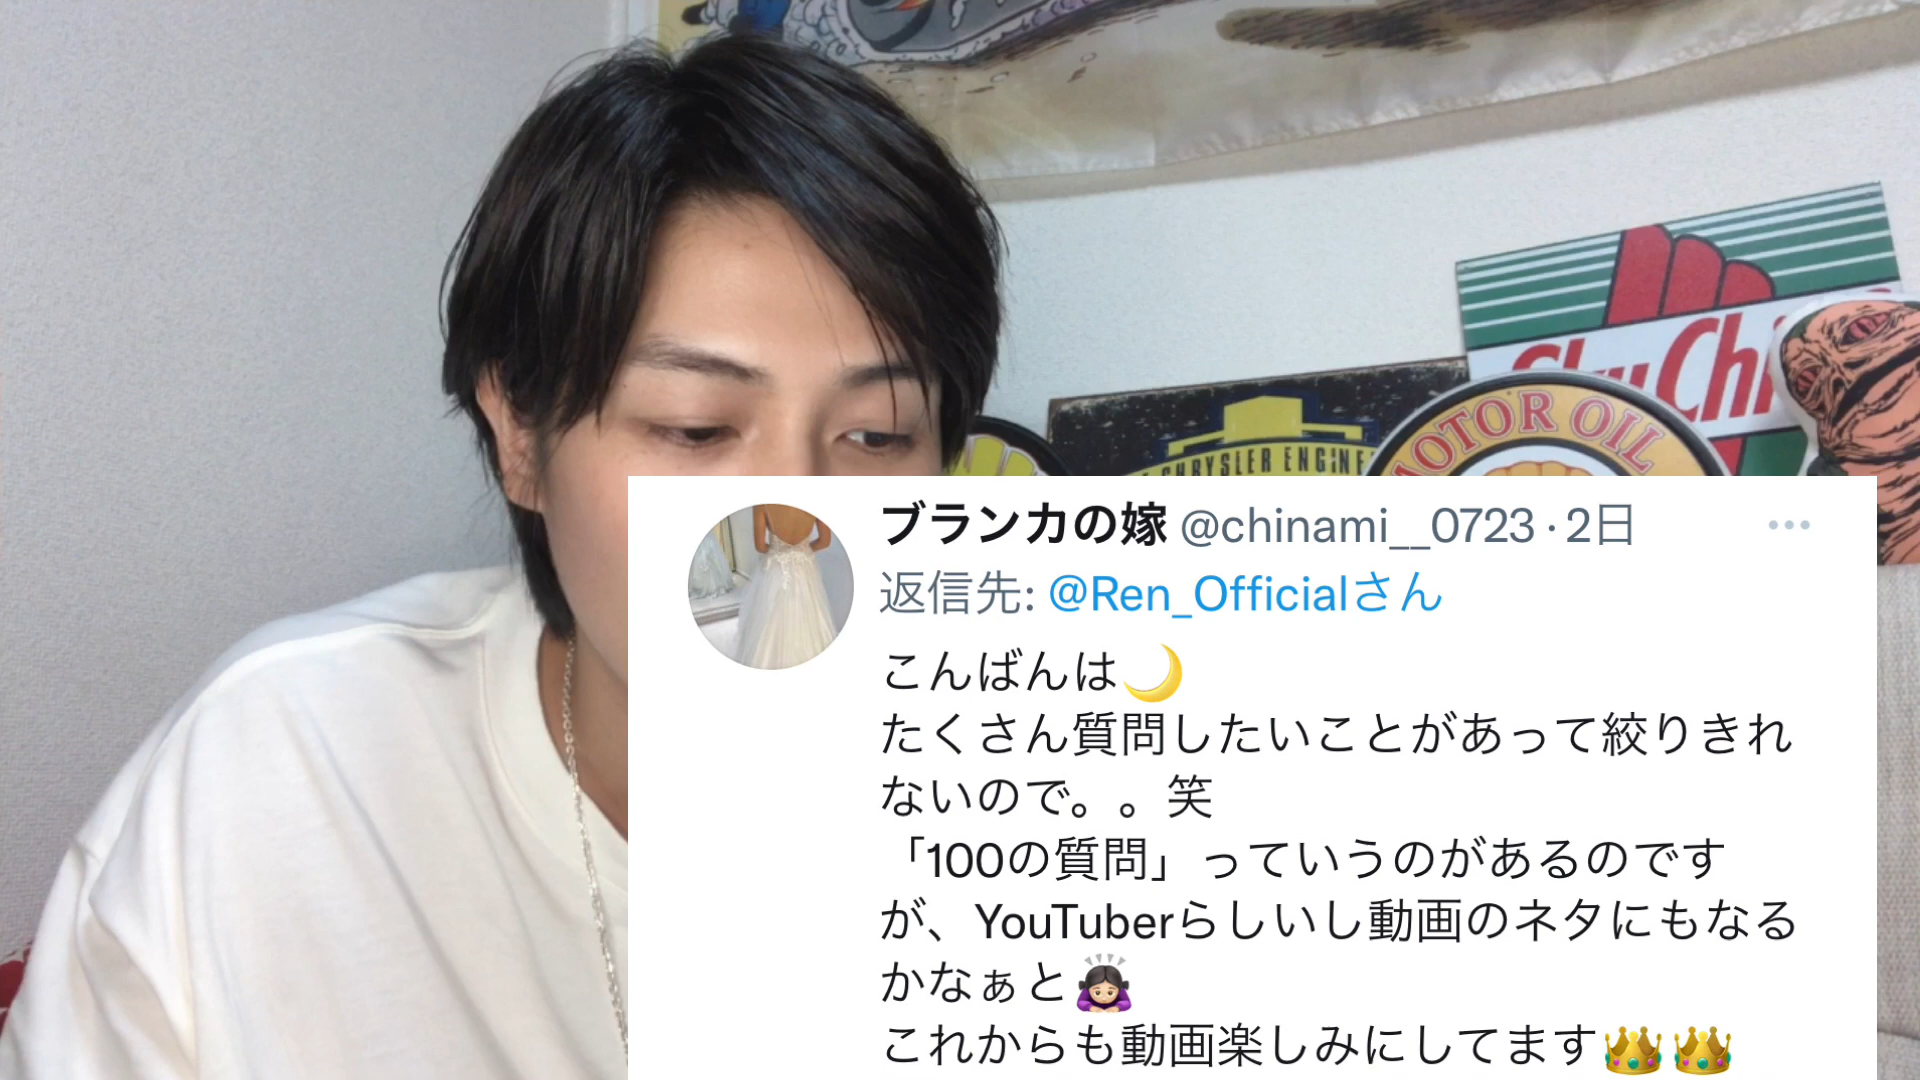 Chi
MOTOR OIL
CHRYSLER ENGINE
ブランカの嫁 @chinami__0723 · 2日
返信先: @Ren_Officialさん
こんばんは🌙
たくさん質問したいことがあって絞りきれ
ないので。。笑
「100の質問」っていうのがあるのです
が、YouTuberらしいし動画のネタにもなる
かなぁと🙇🏻‍♀️
これからも動画楽しみにしてます👑👑